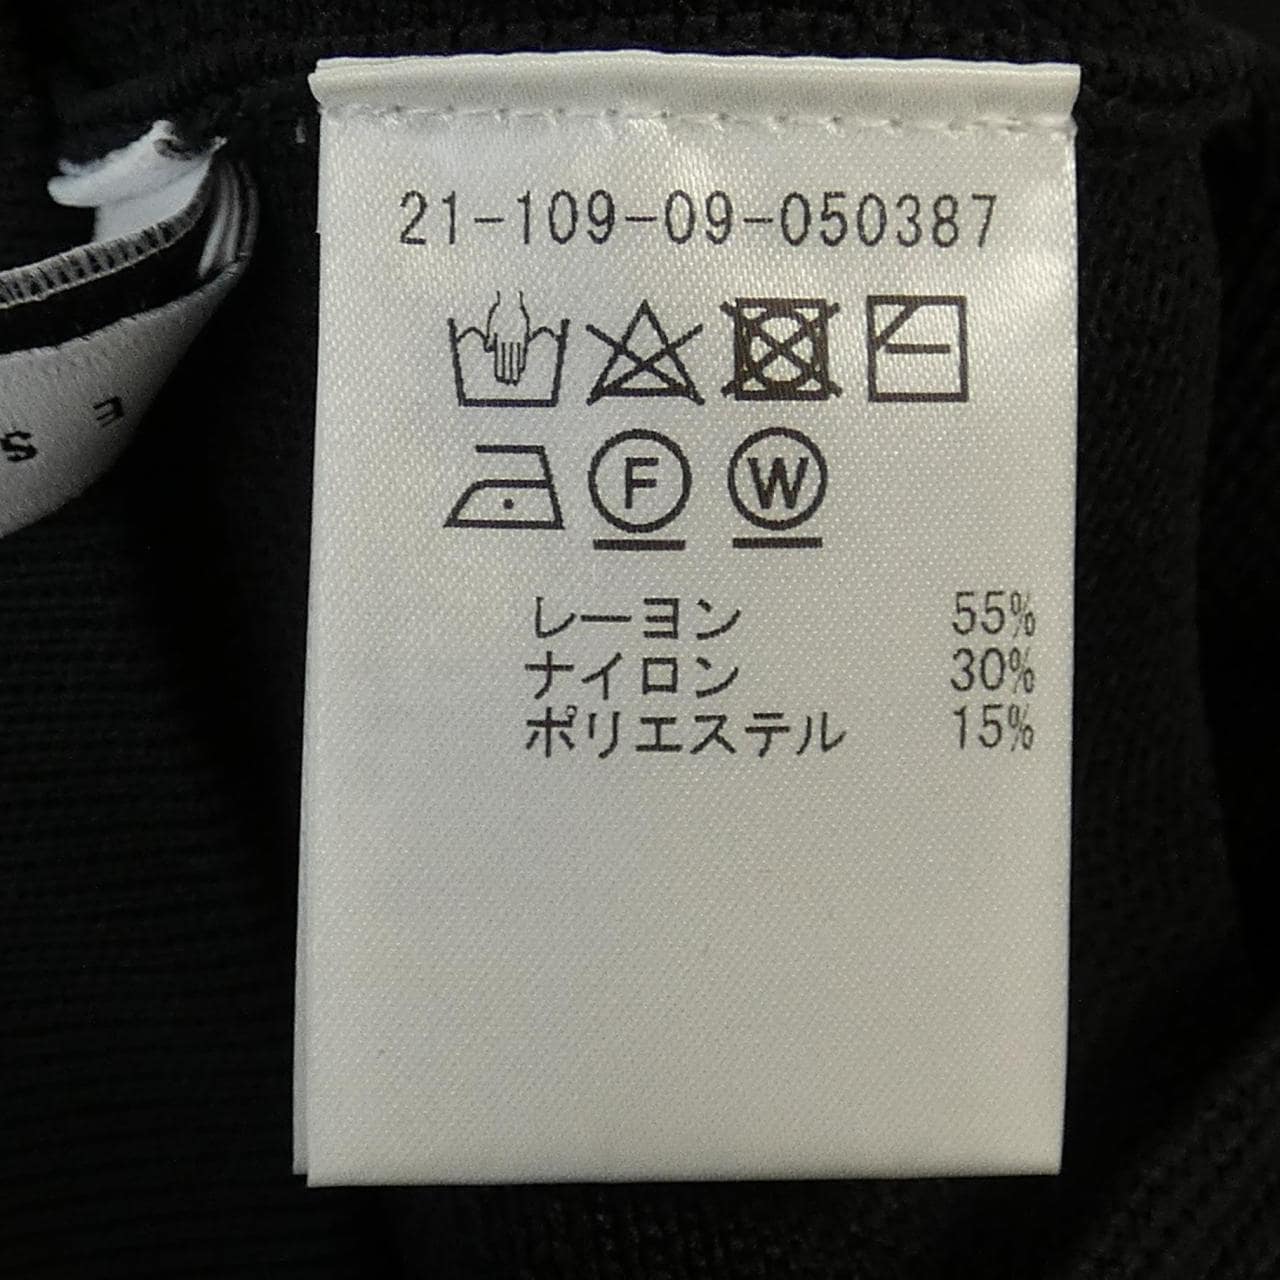 21-109-09-050387
F W
レーヨン 55%
ナイロン 30%
ポリエステル 15%